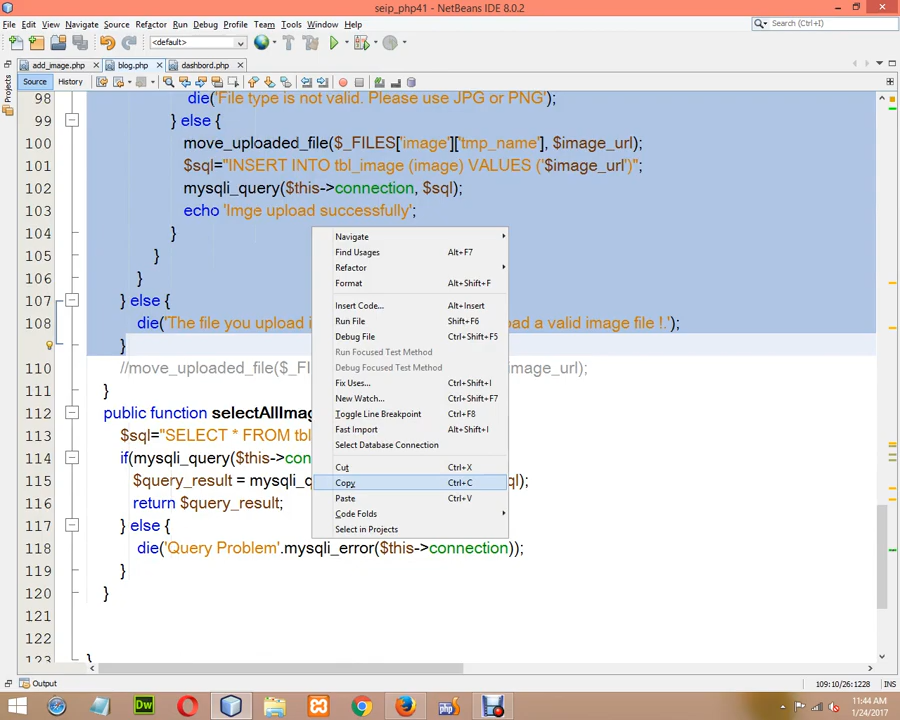 seip_php41 - NetBeans IDE 8.0.2
File Edit View Navigate Source Refactor Run Debug Profile Team Tools Window Help
Search (Ctrl+I)
<default>
add_image.php blog.php dashbord.php
Source History
Projects
98 die('File type is not valid. Please use JPG or PNG');
99 } else {
100 move_uploaded_file($_FILES['image']['tmp_name'], $image_url);
101 $sql="INSERT INTO tbl_image (image) VALUES ('$image_url')";
102 mysqli_query($this->connection, $sql);
103 echo 'Imge upload successfully';
104 }
105 }
106 }
107 } else {
108 die('The file you upload i ad a valid image file !.');
}
110 //move_uploaded_file($_FI mage_url);
111 }
112 public function selectAllImag
113 $sql="SELECT * FROM tbl
114 if(mysqli_query($this->con
115 $query_result = mysqli_q ql);
116 return $query_result;
117 } else {
118 die('Query Problem'.mysqli_error($this->connection));
119 }
120 }
121
122
123 }
Navigate
Find Usages Alt+F7
Refactor
Format Alt+Shift+F
Insert Code... Alt+Insert
Run File Shift+F6
Debug File Ctrl+Shift+F5
Run Focused Test Method
Debug Focused Test Method
Fix Uses... Ctrl+Shift+I
New Watch... Ctrl+Shift+F7
Toggle Line Breakpoint Ctrl+F8
Fast Import Alt+Shift+I
Select Database Connection
Cut Ctrl+X
Copy Ctrl+C
Paste Ctrl+V
Code Folds
Select in Projects
Output
109:10/26:1228 INS
Dw
11:44 AM
1/24/2017